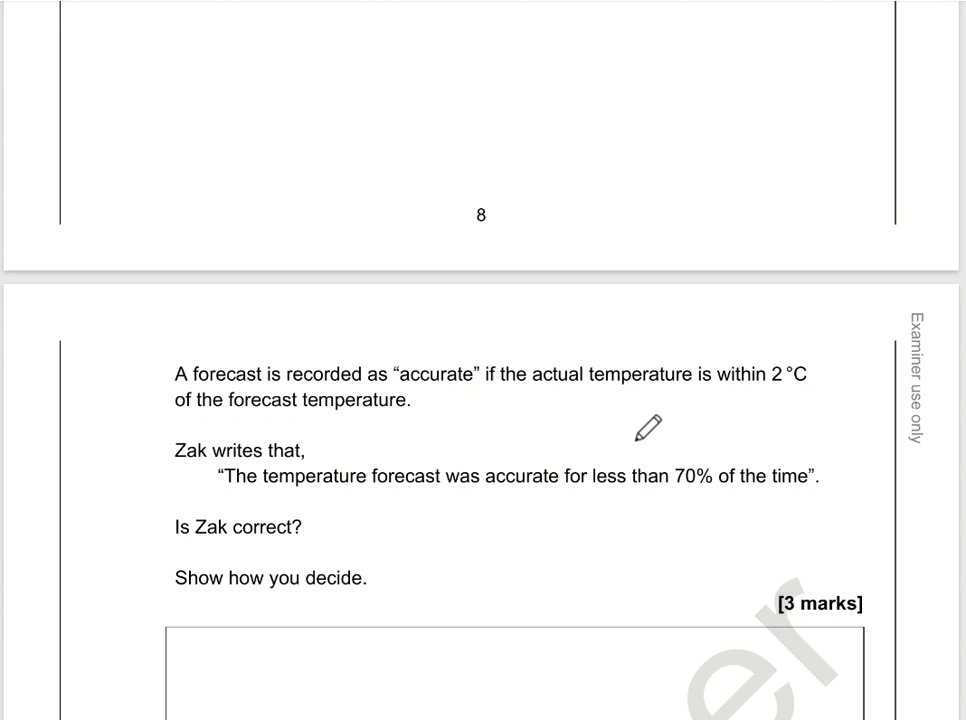 8
Examiner use only
A forecast is recorded as “accurate” if the actual temperature is within 2 °C
of the forecast temperature.
Zak writes that,
“The temperature forecast was accurate for less than 70% of the time”.
Is Zak correct?
Show how you decide.
[3 marks]
er